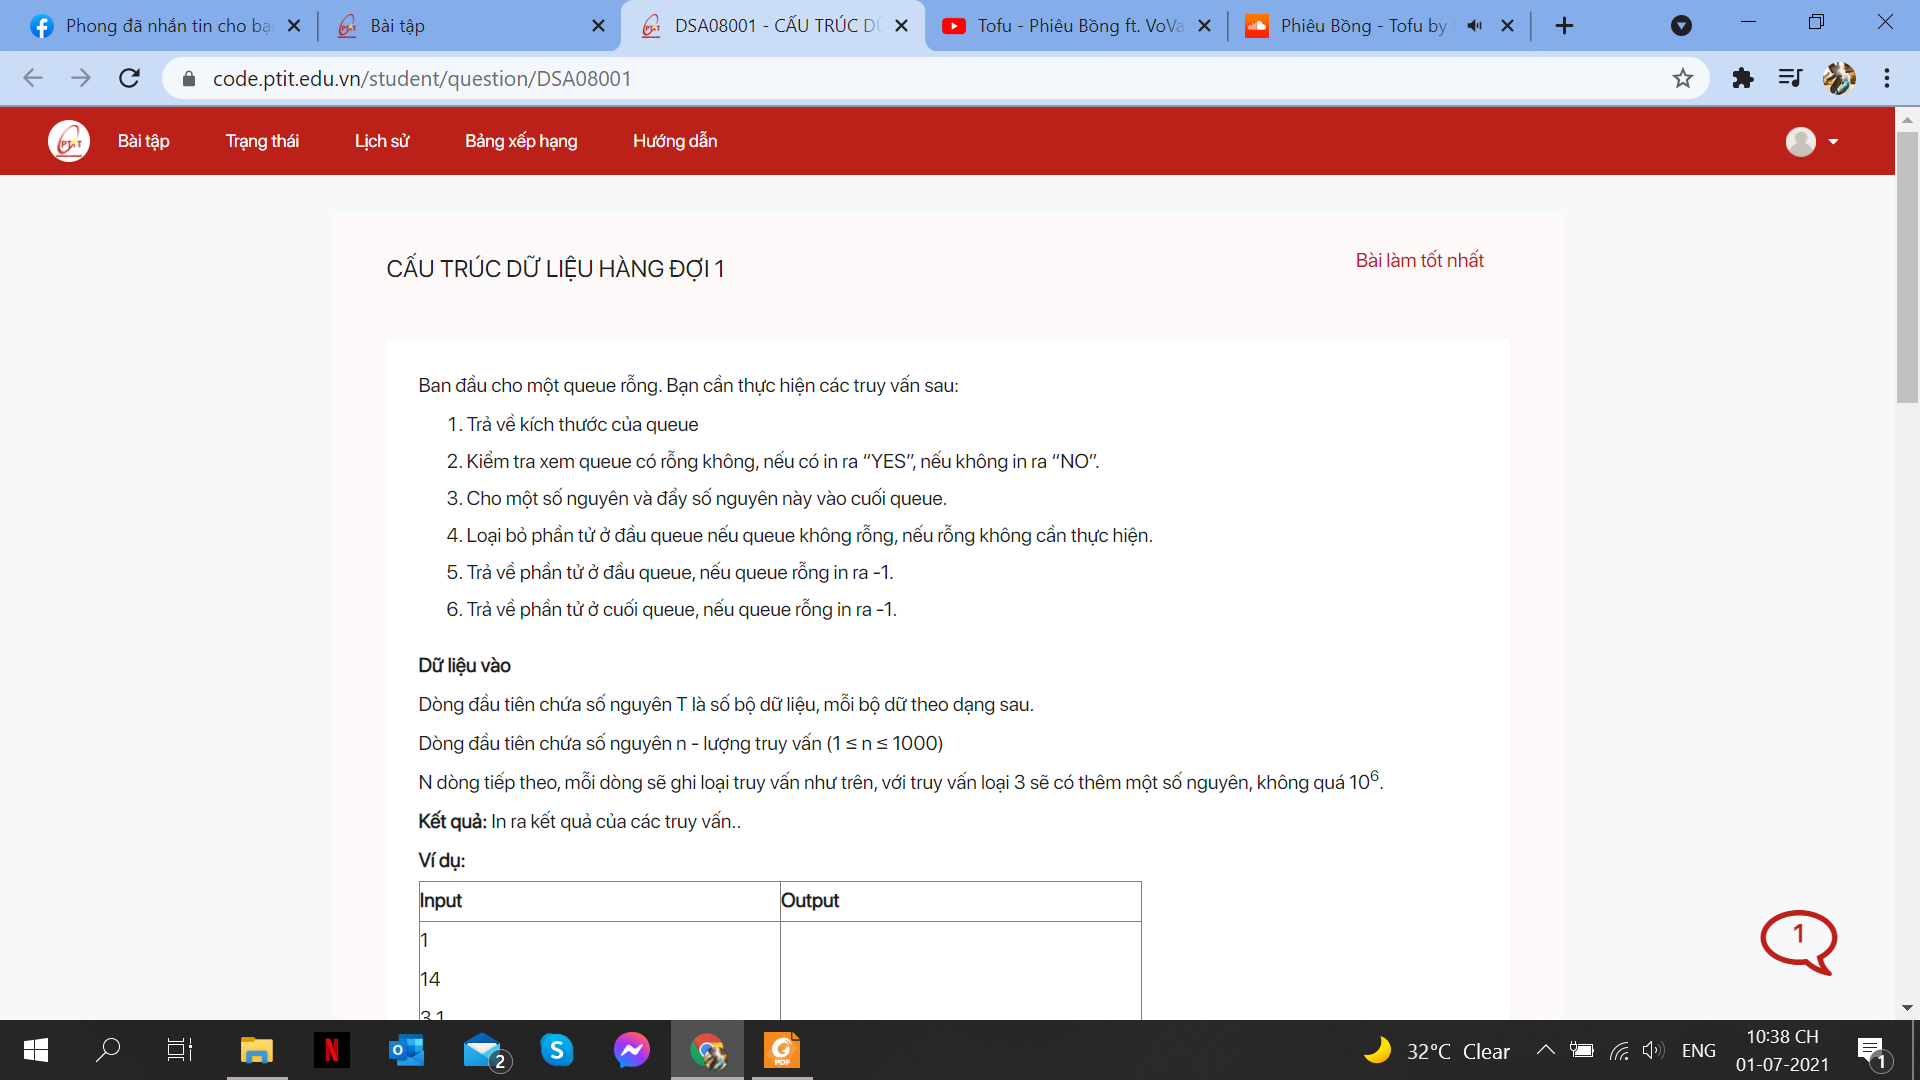 Phong đã nhắn tin cho bạ
Bài tập
DSA08001 - CẤU TRÚC DỮ
Tofu - Phiêu Bồng ft. VoVa
Phiêu Bồng - Tofu by
code.ptit.edu.vn/student/question/DSA08001
PTIT
Bài tập
Trạng thái
Lịch sử
Bảng xếp hạng
Hướng dẫn
CẤU TRÚC DỮ LIỆU HÀNG ĐỢI 1
Bài làm tốt nhất
Ban đầu cho một queue rỗng. Bạn cần thực hiện các truy vấn sau:
1. Trả về kích thước của queue
2. Kiểm tra xem queue có rỗng không, nếu có in ra “YES”, nếu không in ra “NO”.
3. Cho một số nguyên và đẩy số nguyên này vào cuối queue.
4. Loại bỏ phần tử ở đầu queue nếu queue không rỗng, nếu rỗng không cần thực hiện.
5. Trả về phần tử ở đầu queue, nếu queue rỗng in ra -1.
6. Trả về phần tử ở cuối queue, nếu queue rỗng in ra -1.
Dữ liệu vào
Dòng đầu tiên chứa số nguyên T là số bộ dữ liệu, mỗi bộ dữ theo dạng sau.
Dòng đầu tiên chứa số nguyên n - lượng truy vấn (1 ≤ n ≤ 1000)
N dòng tiếp theo, mỗi dòng sẽ ghi loại truy vấn như trên, với truy vấn loại 3 sẽ có thêm một số nguyên, không quá 10⁶.
Kết quả: In ra kết quả của các truy vấn..
Ví dụ:
Input
Output
1
14
3 1
1
N
2
S
PDF
32°C Clear
ENG
10:38 CH
01-07-2021
1